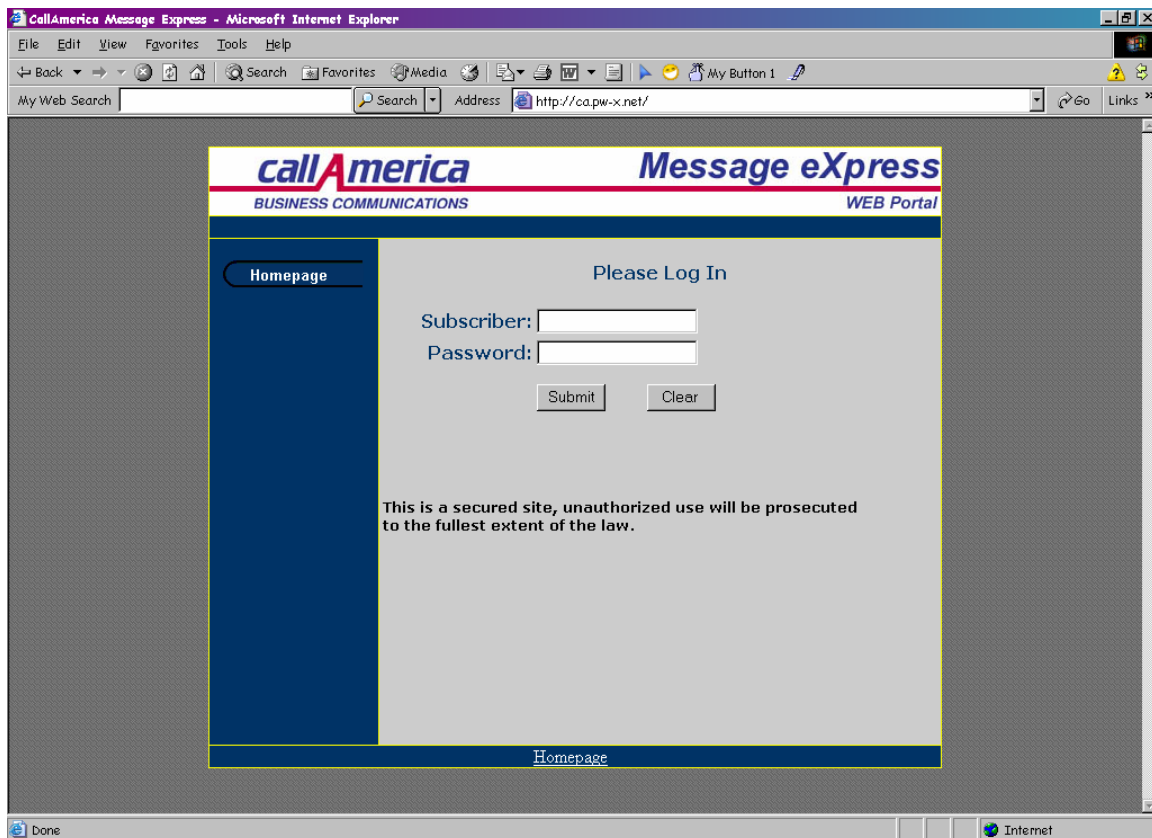 CallAmerica Message Express - Microsoft Internet Explorer
File Edit View Favorites Tools Help
Back Search Favorites Media W My Button 1
My Web Search Search Address http://ca.pw-x.net/ Go Links »
callAmerica Message eXpress
BUSINESS COMMUNICATIONS WEB Portal
Homepage
Please Log In
Subscriber:
Password:
Submit Clear
This is a secured site, unauthorized use will be prosecuted
to the fullest extent of the law.
Homepage
Done Internet